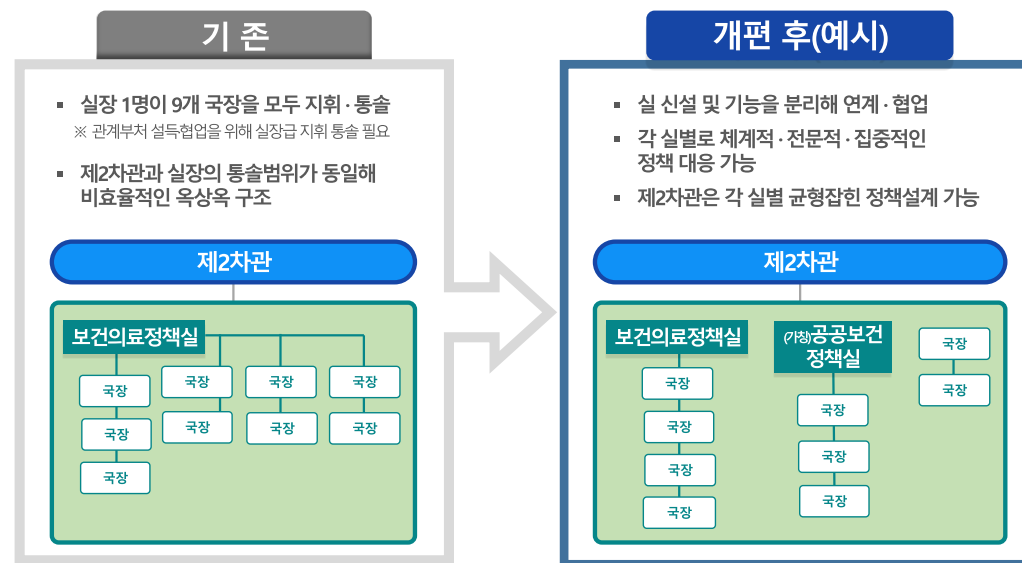 기 존
▪ 실장 1명이 9개 국장을 모두 지휘·통솔
※ 관계부처 설득협업을 위해 실장급 지휘 통솔 필요
▪ 제2차관과 실장의 통솔범위가 동일해
비효율적인 옥상옥 구조
제2차관
보건의료정책실
국장
국장
국장
국장
국장
국장
국장
국장
국장
개편 후(예시)
▪ 실 신설 및 기능을 분리해 연계·협업
▪ 각 실별로 체계적·전문적·집중적인
정책 대응 가능
▪ 제2차관은 각 실별 균형잡힌 정책설계 가능
제2차관
보건의료정책실
국장
국장
국장
국장
(가칭)공공보건
정책실
국장
국장
국장
국장
국장